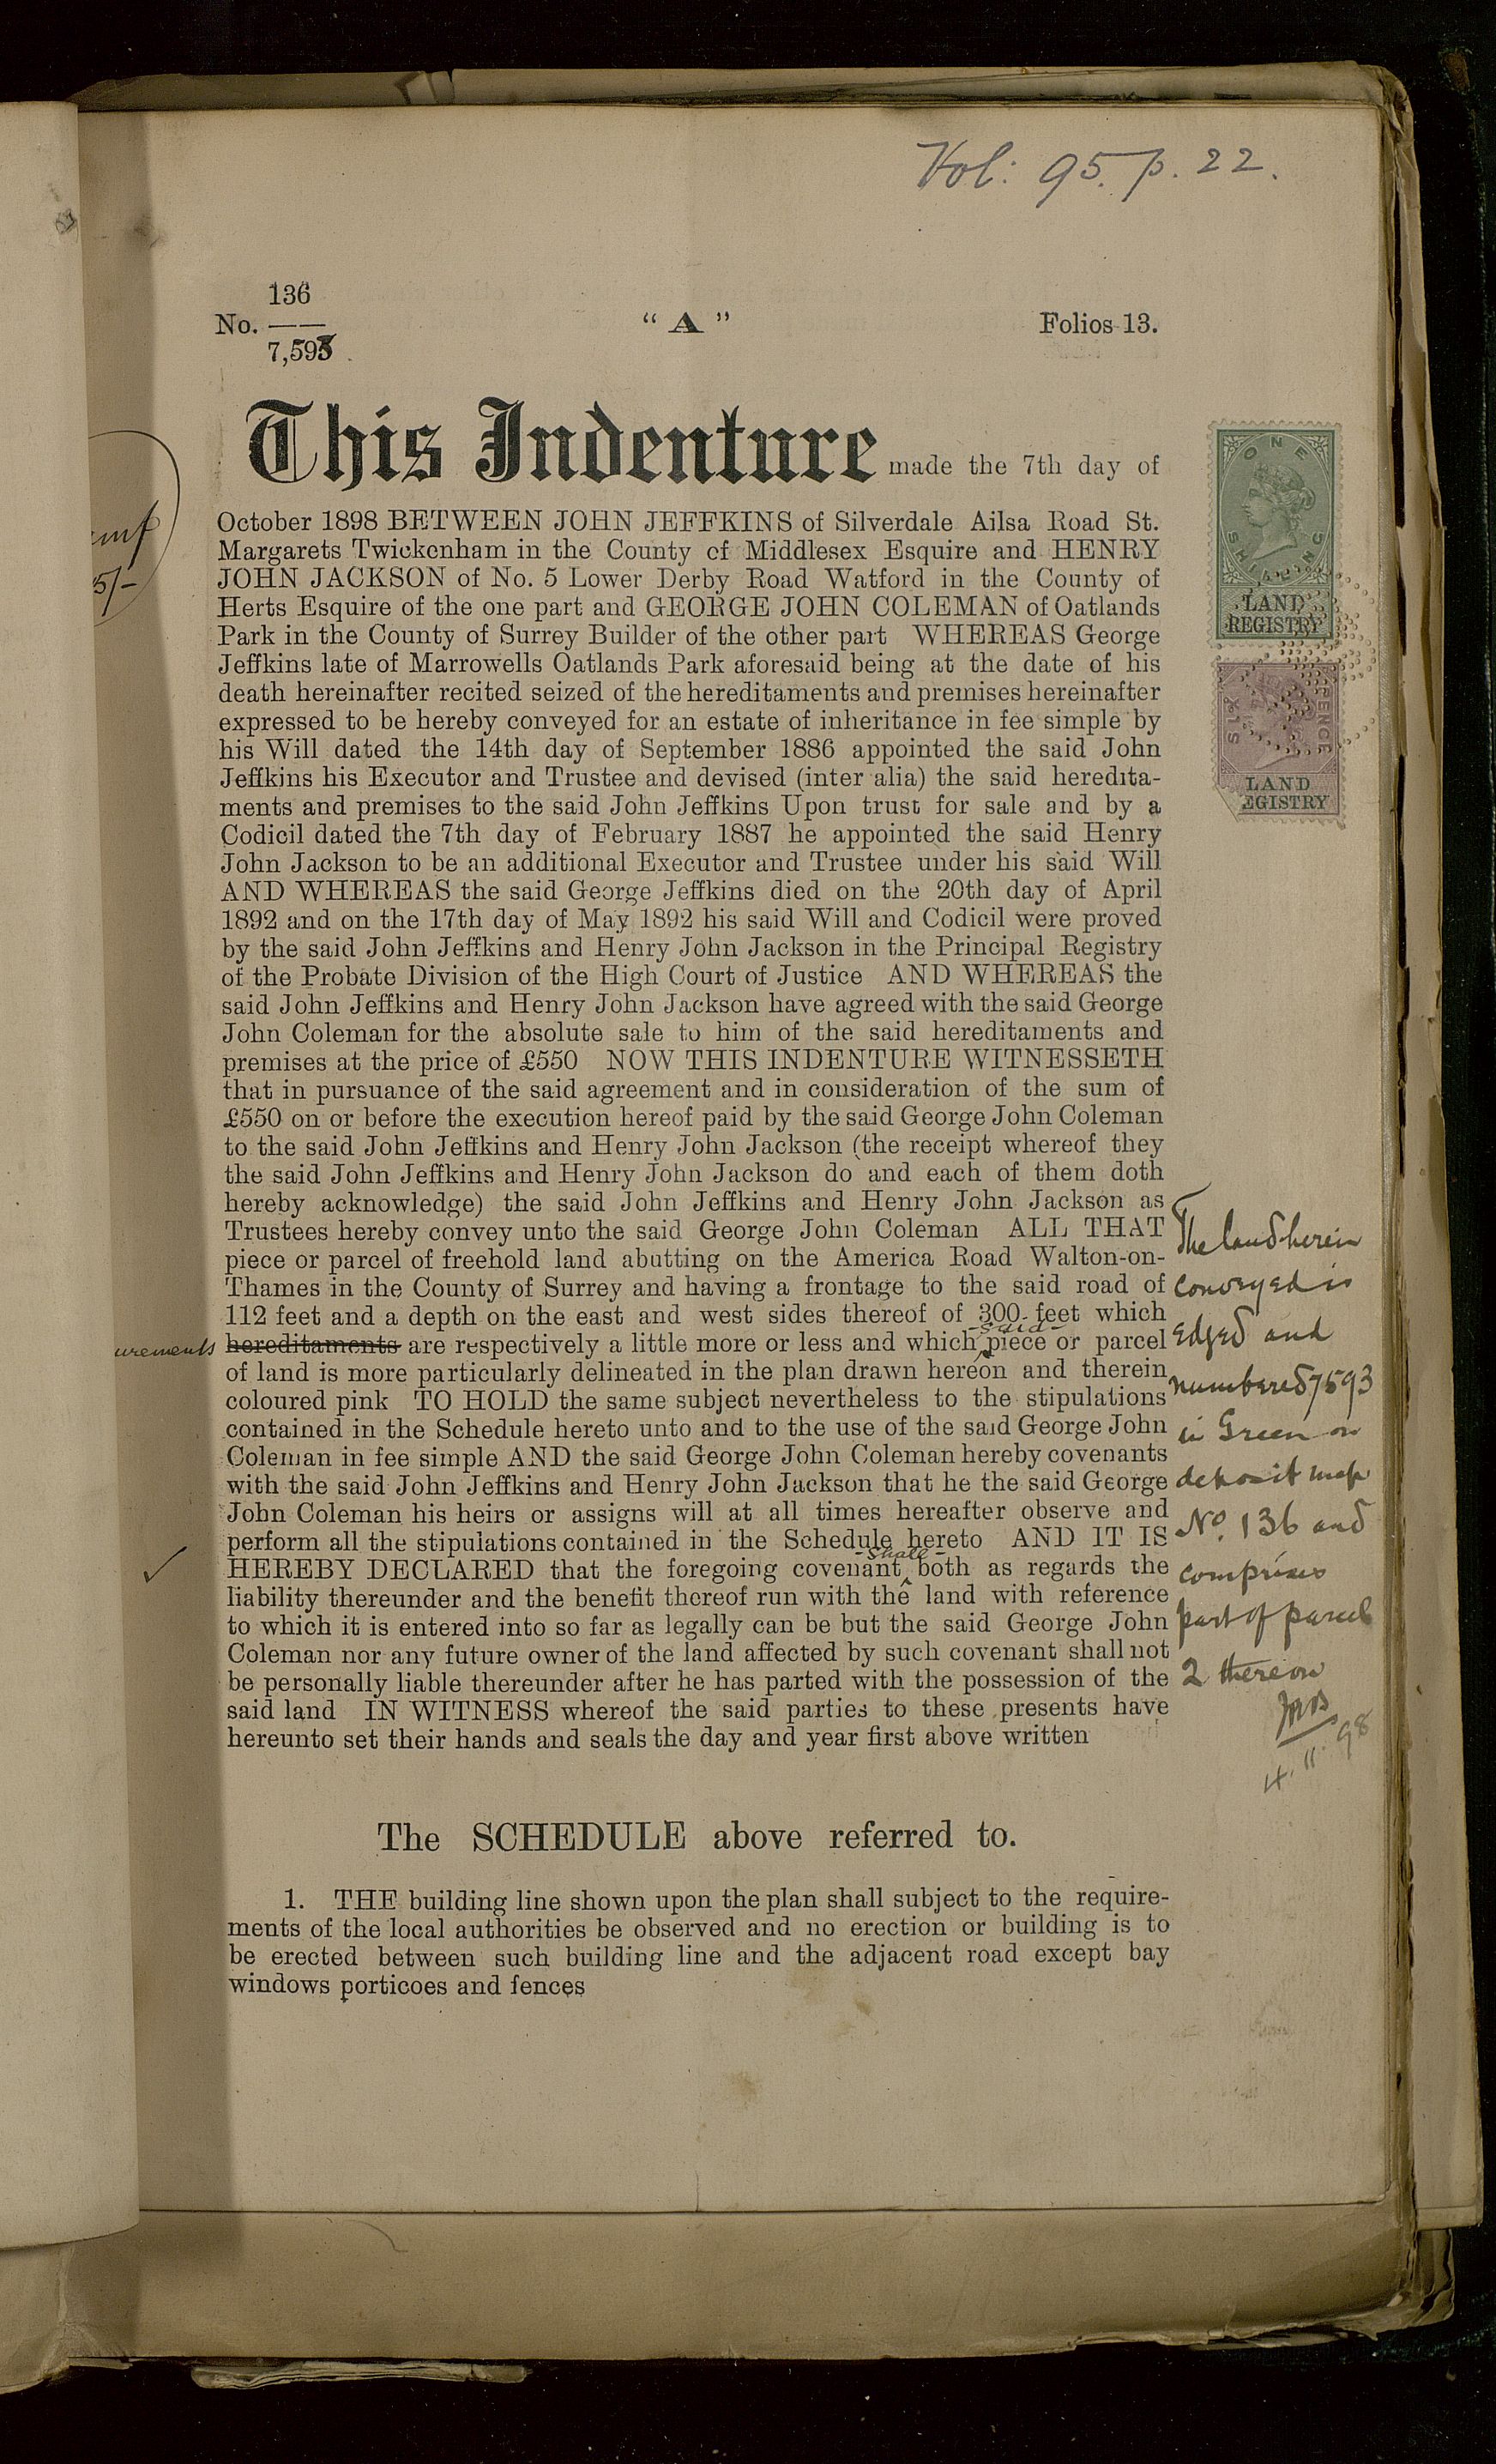 Vol: 95. p. 22.
136
No. ——
7,593
"A"
Folios 13.
This Indenture made the 7th day of
October 1898 BETWEEN JOHN JEFFKINS of Silverdale Ailsa Road St.
Margarets Twickenham in the County of Middlesex Esquire and HENRY
JOHN JACKSON of No. 5 Lower Derby Road Watford in the County of
Herts Esquire of the one part and GEORGE JOHN COLEMAN of Oatlands
Park in the County of Surrey Builder of the other part WHEREAS George
Jeffkins late of Marrowells Oatlands Park aforesaid being at the date of his
death hereinafter recited seized of the hereditaments and premises hereinafter
expressed to be hereby conveyed for an estate of inheritance in fee simple by
his Will dated the 14th day of September 1886 appointed the said John
Jeffkins his Executor and Trustee and devised (inter alia) the said heredita-
ments and premises to the said John Jeffkins Upon trust for sale and by a
Codicil dated the 7th day of February 1887 he appointed the said Henry
John Jackson to be an additional Executor and Trustee under his said Will
AND WHEREAS the said George Jeffkins died on the 20th day of April
1892 and on the 17th day of May 1892 his said Will and Codicil were proved
by the said John Jeffkins and Henry John Jackson in the Principal Registry
of the Probate Division of the High Court of Justice AND WHEREAS the
said John Jeffkins and Henry John Jackson have agreed with the said George
John Coleman for the absolute sale to him of the said hereditaments and
premises at the price of £550 NOW THIS INDENTURE WITNESSETH
that in pursuance of the said agreement and in consideration of the sum of
£550 on or before the execution hereof paid by the said George John Coleman
to the said John Jeffkins and Henry John Jackson (the receipt whereof they
the said John Jeffkins and Henry John Jackson do and each of them doth
hereby acknowledge) the said John Jeffkins and Henry John Jackson as
Trustees hereby convey unto the said George John Coleman ALL THAT
piece or parcel of freehold land abutting on the America Road Walton-on-
Thames in the County of Surrey and having a frontage to the said road of
112 feet and a depth on the east and west sides thereof of 300 feet which
urements hereditaments are respectively a little more or less and which said piece or parcel
of land is more particularly delineated in the plan drawn hereon and therein
coloured pink TO HOLD the same subject nevertheless to the stipulations
contained in the Schedule hereto unto and to the use of the said George John
Coleman in fee simple AND the said George John Coleman hereby covenants
with the said John Jeffkins and Henry John Jackson that he the said George
John Coleman his heirs or assigns will at all times hereafter observe and
perform all the stipulations contained in the Schedule hereto AND IT IS
HEREBY DECLARED that the foregoing covenant shall both as regards the
liability thereunder and the benefit thereof run with the land with reference
to which it is entered into so far as legally can be but the said George John
Coleman nor any future owner of the land affected by such covenant shall not
be personally liable thereunder after he has parted with the possession of the
said land IN WITNESS whereof the said parties to these presents have
hereunto set their hands and seals the day and year first above written
The SCHEDULE above referred to.
1. THE building line shown upon the plan shall subject to the require-
ments of the local authorities be observed and no erection or building is to
be erected between such building line and the adjacent road except bay
windows porticoes and fences
ONE SHILLING
LAND
REGISTRY
SIX PENCE
LAND
EGISTRY
The land herein
conveyed is
edged and
numbered 7593
in Green on
deposit map
No. 136 and
comprises
part of parcel
2 thereon
4. 11. 98
5/-